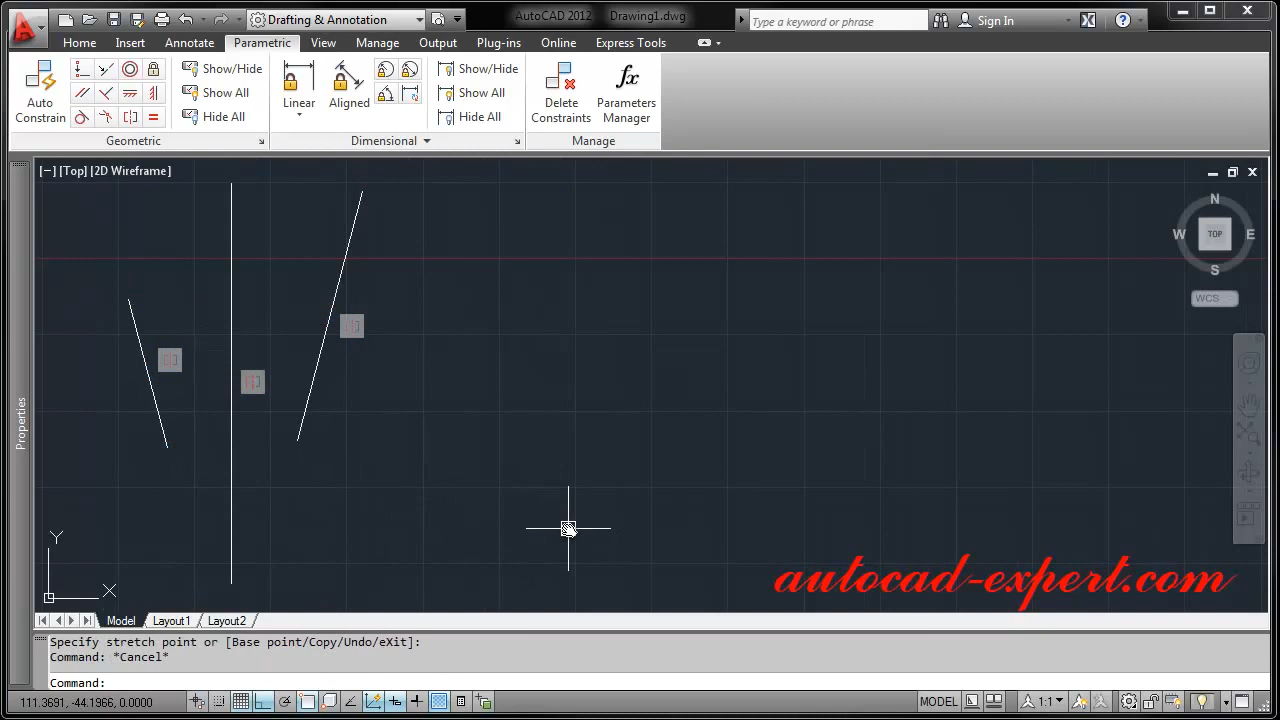 Drafting & Annotation
AutoCAD 2012 Drawing1.dwg
Type a keyword or phrase
Sign In
Home Insert Annotate Parametric View Manage Output Plug-ins Online Express Tools
Auto Constrain
Show/Hide
Show All
Hide All
Geometric
Linear
Aligned
Show/Hide
Show All
Hide All
Dimensional
Delete Constraints
fx
Parameters Manager
Manage
[−] [Top] [2D Wireframe]
N
W TOP E
S
WCS
Properties
Y
X
autocad-expert.com
Model Layout1 Layout2
Specify stretch point or [Base point/Copy/Undo/eXit]:
Command: *Cancel*
Command:
111.3691, -44.1966, 0.0000
MODEL
1:1